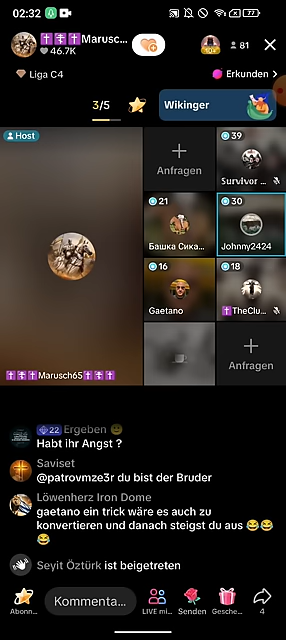 02:32
77
✝️☦️✝️Marusch...
46.7K
81
Liga C4
Erkunden >
3/5
Wikinger
Host
39
Anfragen
Survivor ...
21
30
Башка Сика...
Johnny2424
16
18
Gaetano
✝️TheClu...
✝️☦️✝️Marusch65✝️☦️✝️
Anfragen
22 Ergeben
Habt ihr Angst ?
Saviset
@patrovmze3r du bist der Bruder
Löwenherz Iron Dome
gaetano ein trick wäre es auch zu
konvertieren und danach steigst du aus 😂😂
😂
Seyit Öztürk ist beigetreten
Kommenta...
Abonn...
LIVE mi...
Senden
Gesche...
4